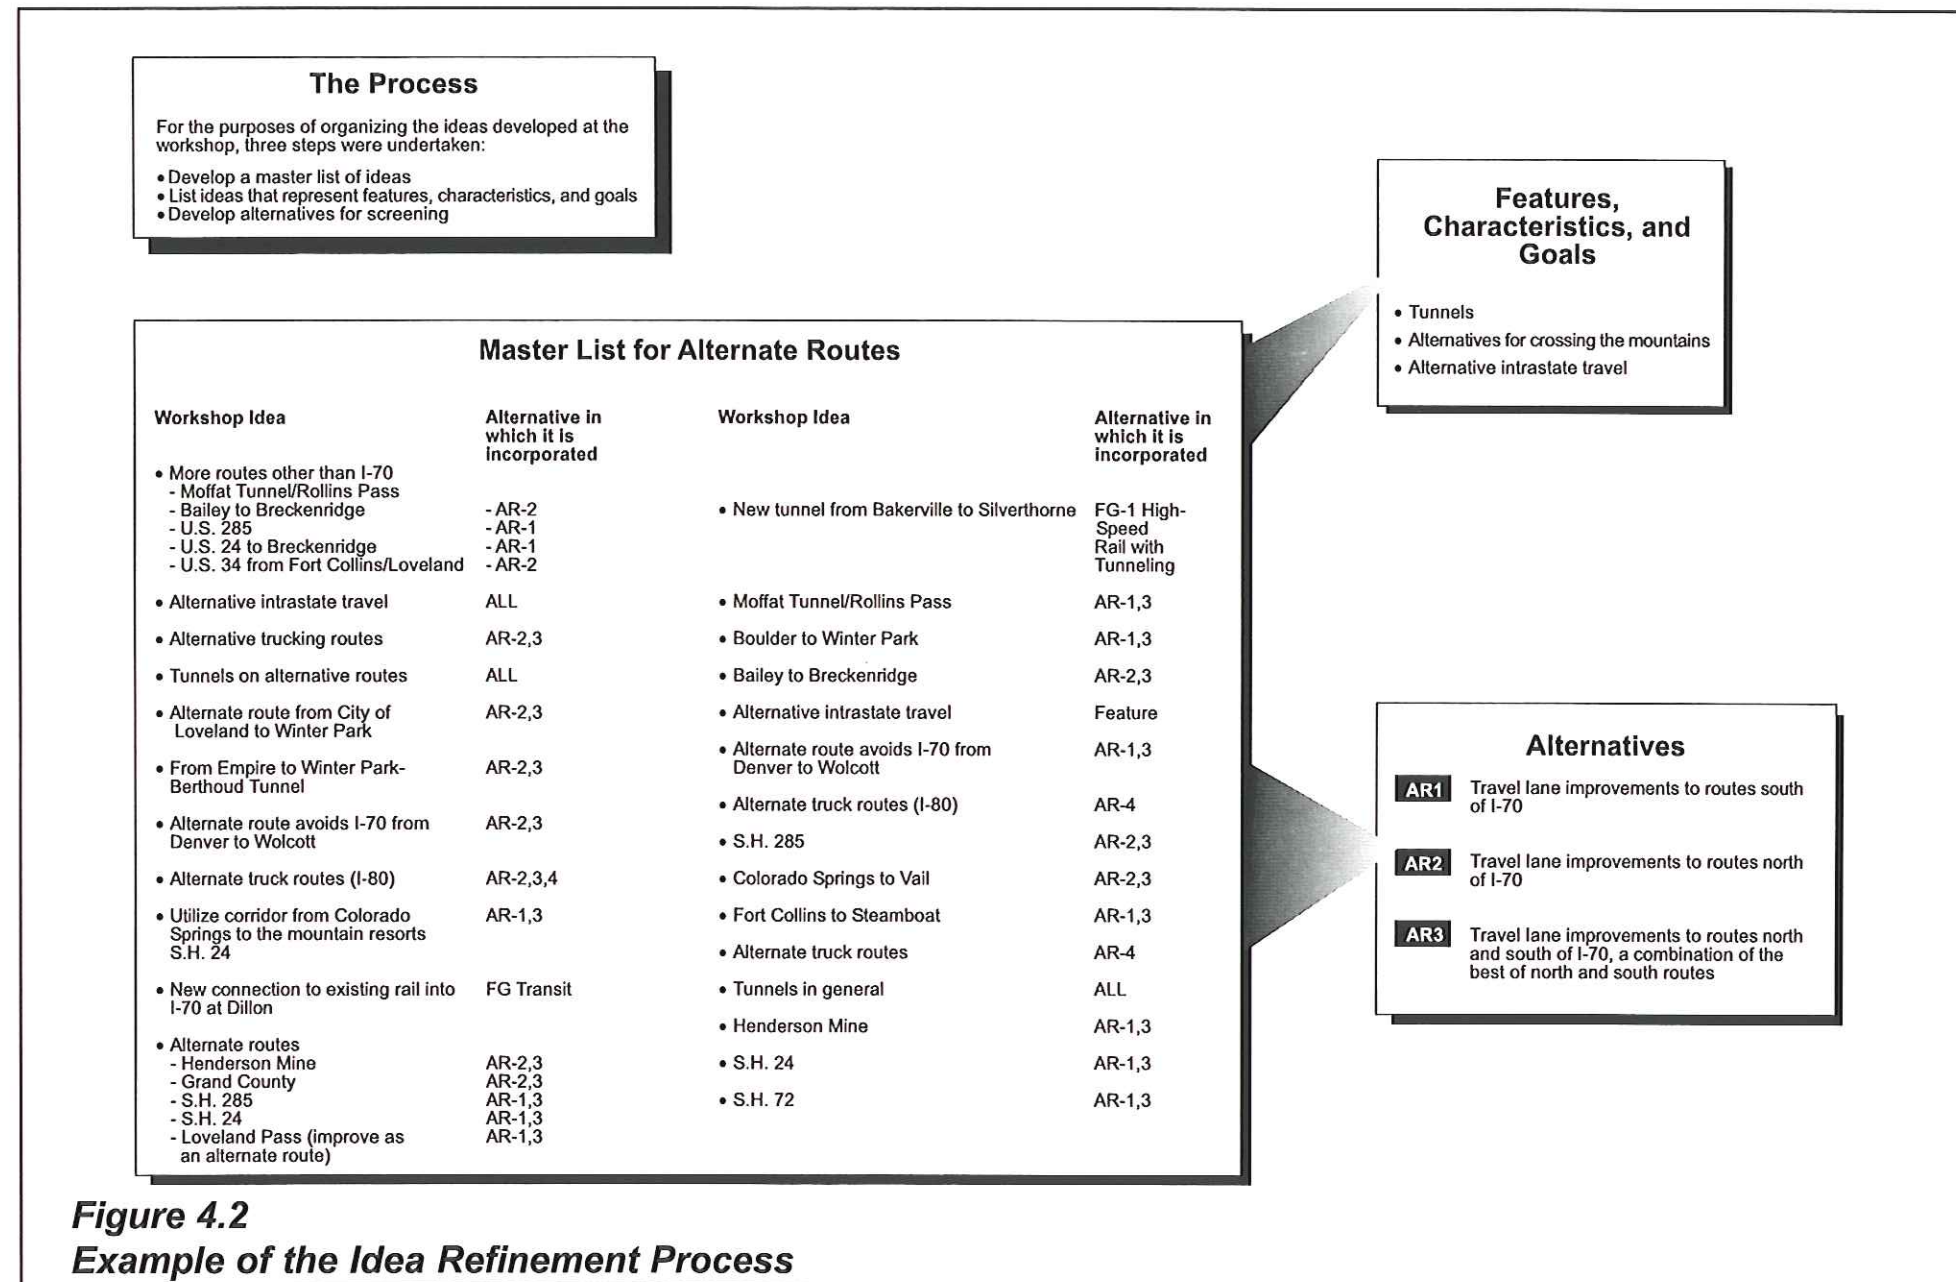 The Process
For the purposes of organizing the ideas developed at the
workshop, three steps were undertaken:
• Develop a master list of ideas
• List ideas that represent features, characteristics, and goals
• Develop alternatives for screening
Features,
Characteristics, and
Goals
• Tunnels
• Alternatives for crossing the mountains
• Alternative intrastate travel
Master List for Alternate Routes
Workshop Idea
Alternative in
which it is
incorporated
• More routes other than I-70
- Moffat Tunnel/Rollins Pass
- Bailey to Breckenridge - AR-2
- U.S. 285 - AR-1
- U.S. 24 to Breckenridge - AR-1
- U.S. 34 from Fort Collins/Loveland - AR-2
• Alternative intrastate travel ALL
• Alternative trucking routes AR-2,3
• Tunnels on alternative routes ALL
• Alternate route from City of AR-2,3
Loveland to Winter Park
• From Empire to Winter Park- AR-2,3
Berthoud Tunnel
• Alternate route avoids I-70 from AR-2,3
Denver to Wolcott
• Alternate truck routes (I-80) AR-2,3,4
• Utilize corridor from Colorado AR-1,3
Springs to the mountain resorts
S.H. 24
• New connection to existing rail into FG Transit
I-70 at Dillon
• Alternate routes
- Henderson Mine AR-2,3
- Grand County AR-2,3
- S.H. 285 AR-1,3
- S.H. 24 AR-1,3
- Loveland Pass (improve as AR-1,3
an alternate route)
Workshop Idea
Alternative in
which it is
incorporated
• New tunnel from Bakerville to Silverthorne FG-1 High-
Speed
Rail with
Tunneling
• Moffat Tunnel/Rollins Pass AR-1,3
• Boulder to Winter Park AR-1,3
• Bailey to Breckenridge AR-2,3
• Alternative intrastate travel Feature
• Alternate route avoids I-70 from AR-1,3
Denver to Wolcott
• Alternate truck routes (I-80) AR-4
• S.H. 285 AR-2,3
• Colorado Springs to Vail AR-2,3
• Fort Collins to Steamboat AR-1,3
• Alternate truck routes AR-4
• Tunnels in general ALL
• Henderson Mine AR-1,3
• S.H. 24 AR-1,3
• S.H. 72 AR-1,3
Alternatives
AR1 Travel lane improvements to routes south
of I-70
AR2 Travel lane improvements to routes north
of I-70
AR3 Travel lane improvements to routes north
and south of I-70, a combination of the
best of north and south routes
Figure 4.2
Example of the Idea Refinement Process